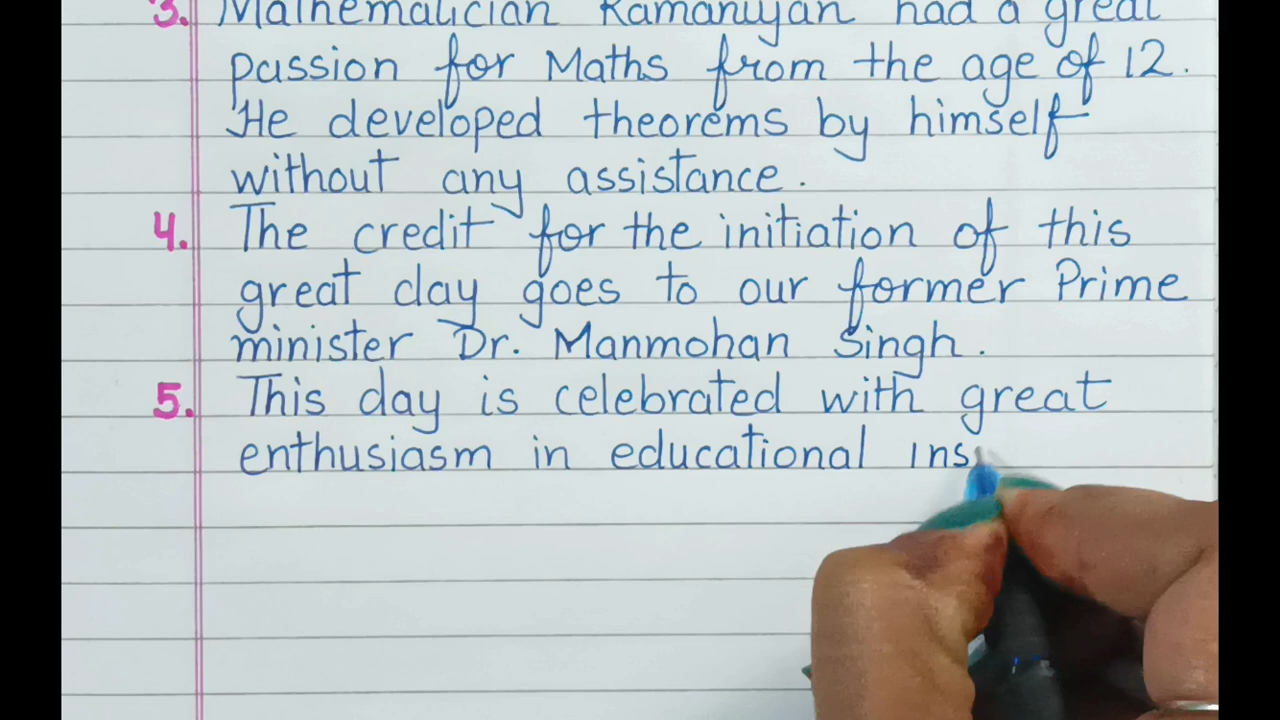 3. Mathematician Ramanujan had a great
passion for Maths from the age of 12.
He developed theorems by himself
without any assistance.
4. The credit for the initiation of this
great day goes to our former Prime
minister Dr. Manmohan Singh.
5. This day is celebrated with great
enthusiasm in educational ins